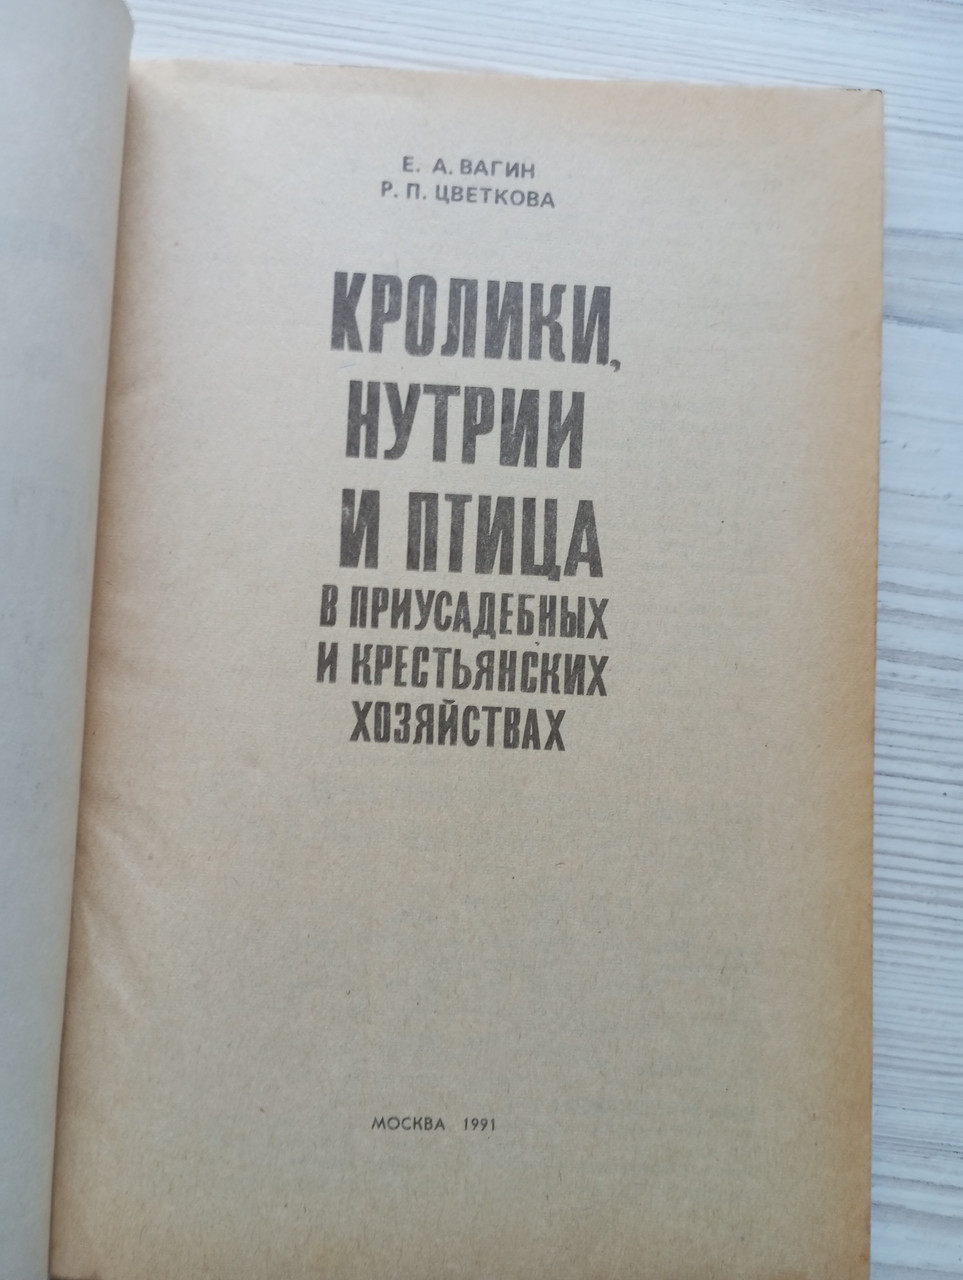 Е. А. ВАГИН
Р. П. ЦВЕТКОВА
КРОЛИКИ,
НУТРИИ
И ПТИЦА
В ПРИУСАДЕБНЫХ
И КРЕСТЬЯНСКИХ
ХОЗЯЙСТВАХ
МОСКВА 1991